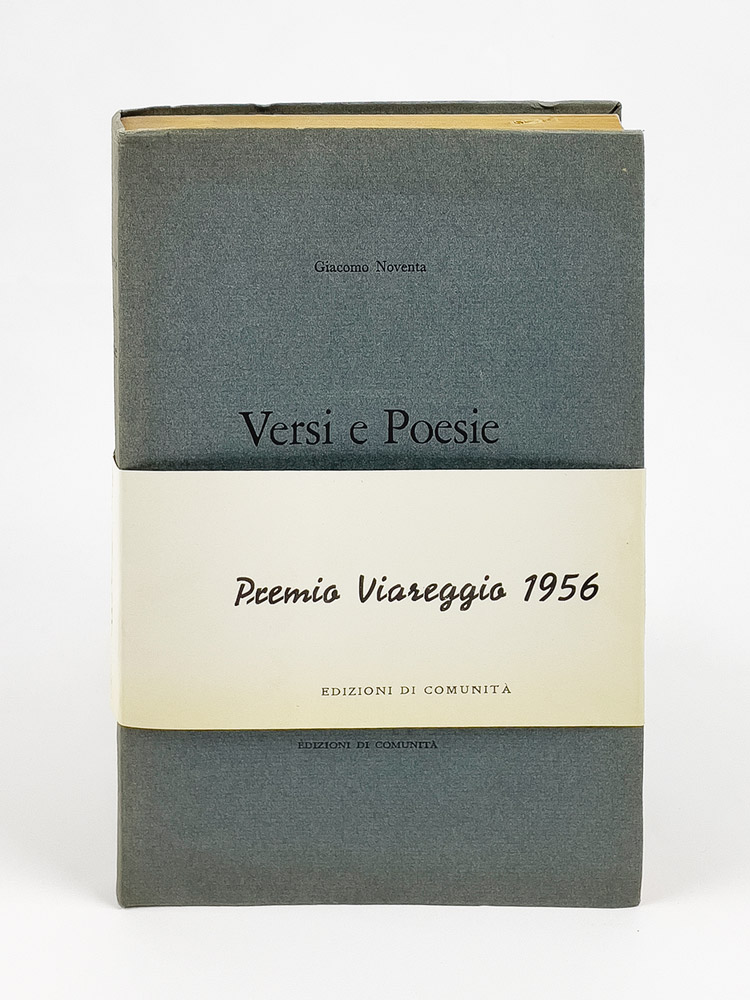 Giacomo Noventa
Versi e Poesie
Premio Viareggio 1956
EDIZIONI DI COMUNITÀ
EDIZIONI DI COMUNITÀ